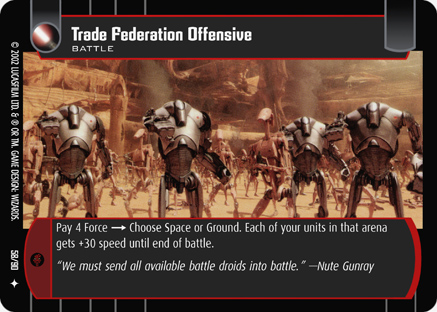 Trade Federation Offensive
BATTLE
Pay 4 Force → Choose Space or Ground. Each of your units in that arena
gets +30 speed until end of battle.
“We must send all available battle droids into battle.” —Nute Gunray
© 2002 LUCASFILM LTD. & ® OR TM. GAME DESIGN: WIZARDS.
58/90